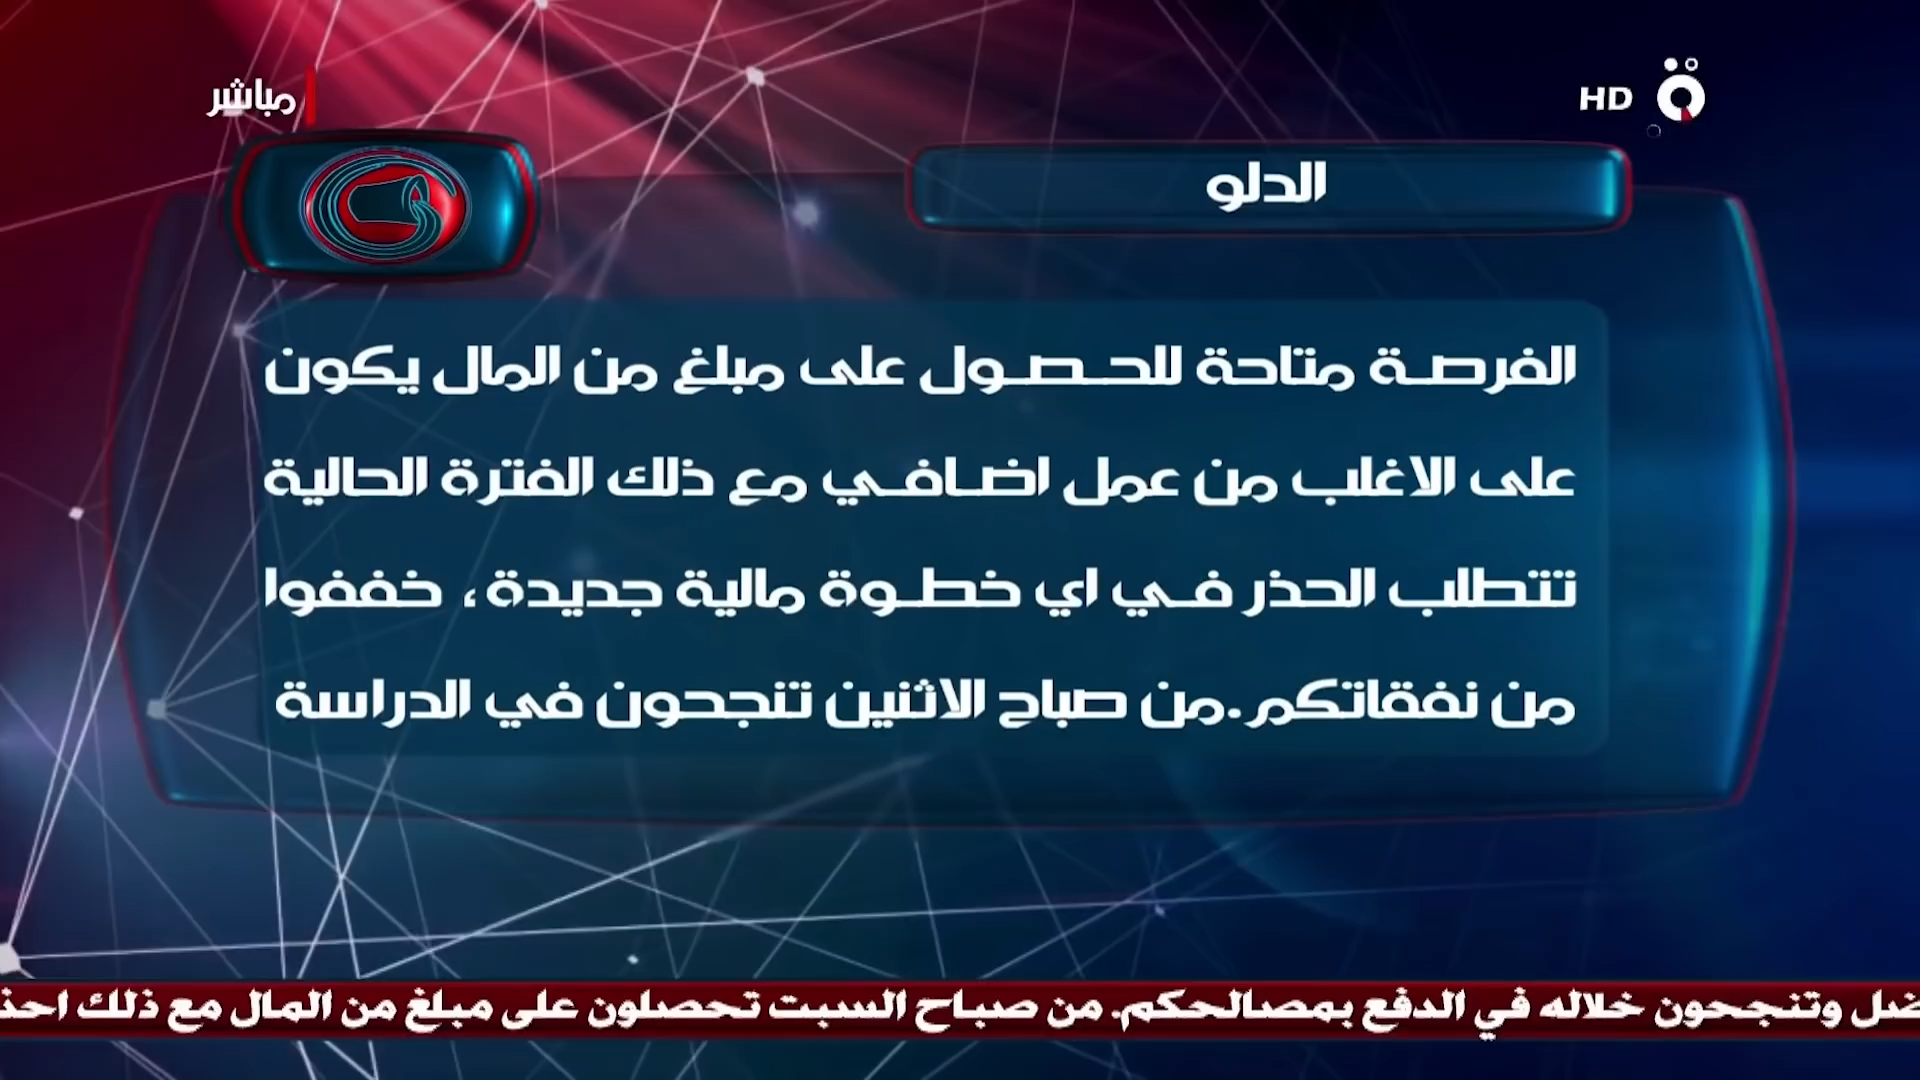 مباشر
HD
الدلو
الفرصة متاحة للحصول على مبلغ من المال يكون
على الاغلب من عمل اضافي مع ذلك الفترة الحالية
تتطلب الحذر في اي خطوة مالية جديدة، خففوا
من نفقاتكم.من صباح الاثنين تنجحون في الدراسة
وتنجحون خلاله في الدفع بمصالحكم. من صباح السبت تحصلون على مبلغ من المال مع ذلك